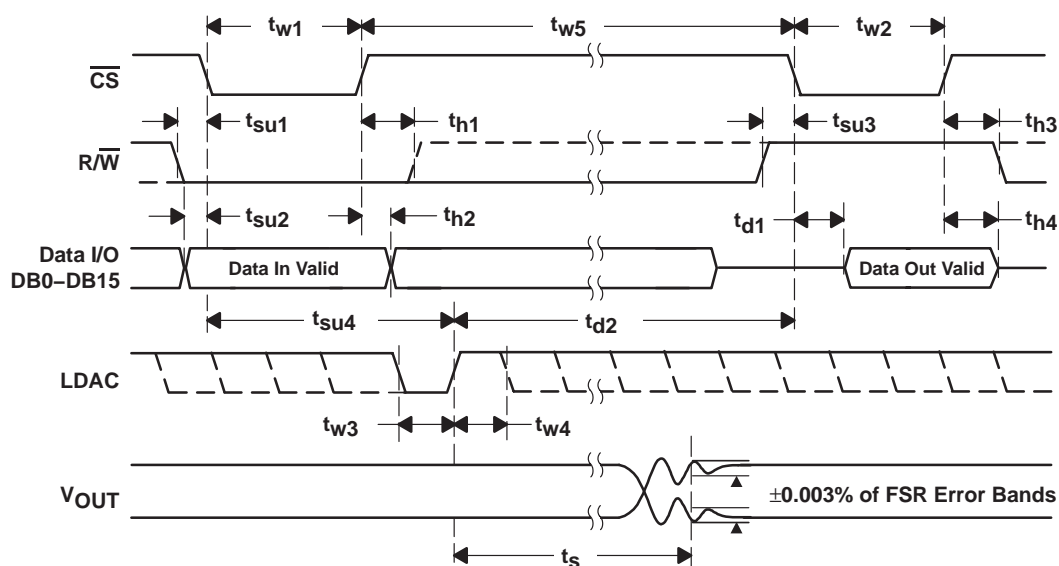 tw1 tw5 tw2
CS
tsu1 th1 tsu3 th3
R/W
tsu2 th2 td1 th4
Data I/O
DB0–DB15
Data In Valid Data Out Valid
tsu4 td2
LDAC
tw3 tw4
VOUT
±0.003% of FSR Error Bands
ts